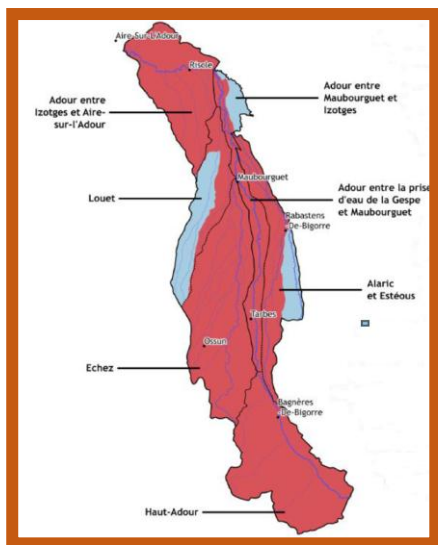 Aire-Sur-L'Adour
Riscle
Adour entre
Izotges et Aire-
sur-l'Adour
Adour entre
Maubourguet et
Izotges
Louet
Maubourguet
Adour entre la prise
d'eau de la Gespe
et Maubourguet
Rabastens
-De-Bigorre
Alaric
et Estéous
Tarbes
Ossun
Echez
Bagnères
-De-Bigorre
Haut-Adour